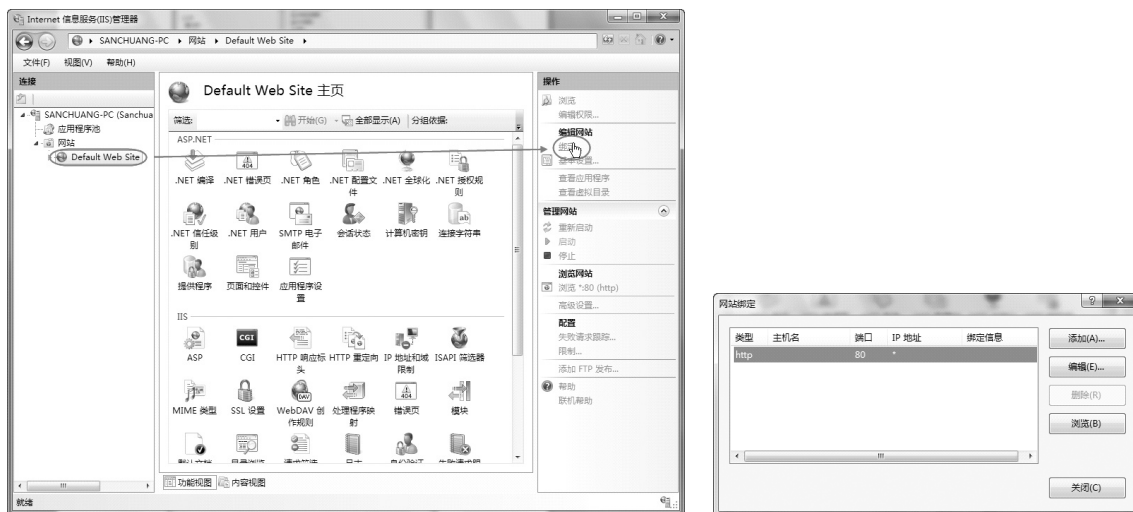 Internet 信息服务(IIS)管理器
SANCHUANG-PC ▸ 网站 ▸ Default Web Site ▸
文件(F) 视图(V) 帮助(H)
连接
SANCHUANG-PC (Sanchua
应用程序池
网站
Default Web Site
Default Web Site 主页
筛选: 开始(G) 全部显示(A) 分组依据:
ASP.NET
.NET 编译 .NET 错误页 .NET 角色 .NET 配置文件 .NET 全球化 .NET 授权规则
.NET 信任级别 .NET 用户 SMTP 电子邮件 会话状态 计算机密钥 连接字符串
提供程序 页面和控件 应用程序设置
IIS
ASP CGI HTTP 响应标头 HTTP 重定向 IP 地址和域限制 ISAPI 筛选器
MIME 类型 SSL 设置 WebDAV 创作规则 处理程序映射 错误页 模块
功能视图 内容视图
就绪
操作
浏览
编辑权限...
编辑网站
基本设置...
查看应用程序
查看虚拟目录
管理网站
重新启动
启动
停止
浏览网站
浏览 *:80 (http)
高级设置...
配置
失败请求跟踪...
限制...
添加 FTP 发布...
帮助
联机帮助
网站绑定
类型 主机名 端口 IP 地址 绑定信息
http 80 *
添加(A)...
编辑(E)...
删除(R)
浏览(B)
关闭(C)